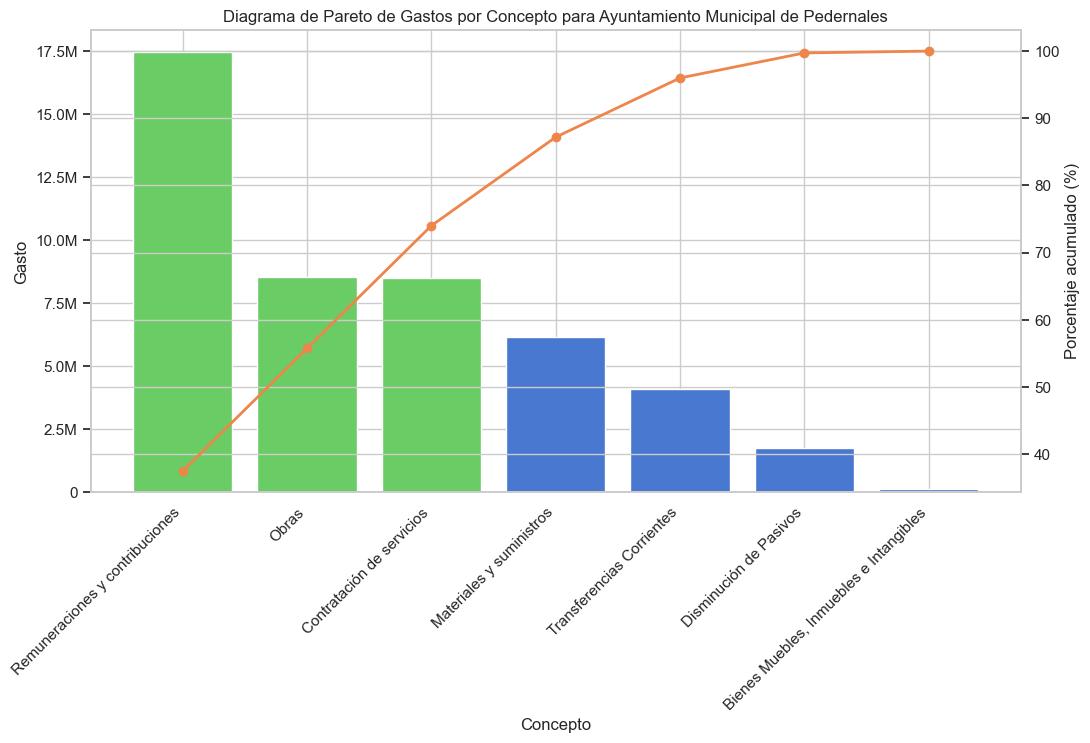 Diagrama de Pareto de Gastos por Concepto para Ayuntamiento Municipal de Pedernales
Gasto
17.5M
15.0M
12.5M
10.0M
7.5M
5.0M
2.5M
0
100
90
80
70
60
50
40
Porcentaje acumulado (%)
Remuneraciones y contribuciones
Obras
Contratación de servicios
Materiales y suministros
Transferencias Corrientes
Disminución de Pasivos
Bienes Muebles, Inmuebles e Intangibles
Concepto